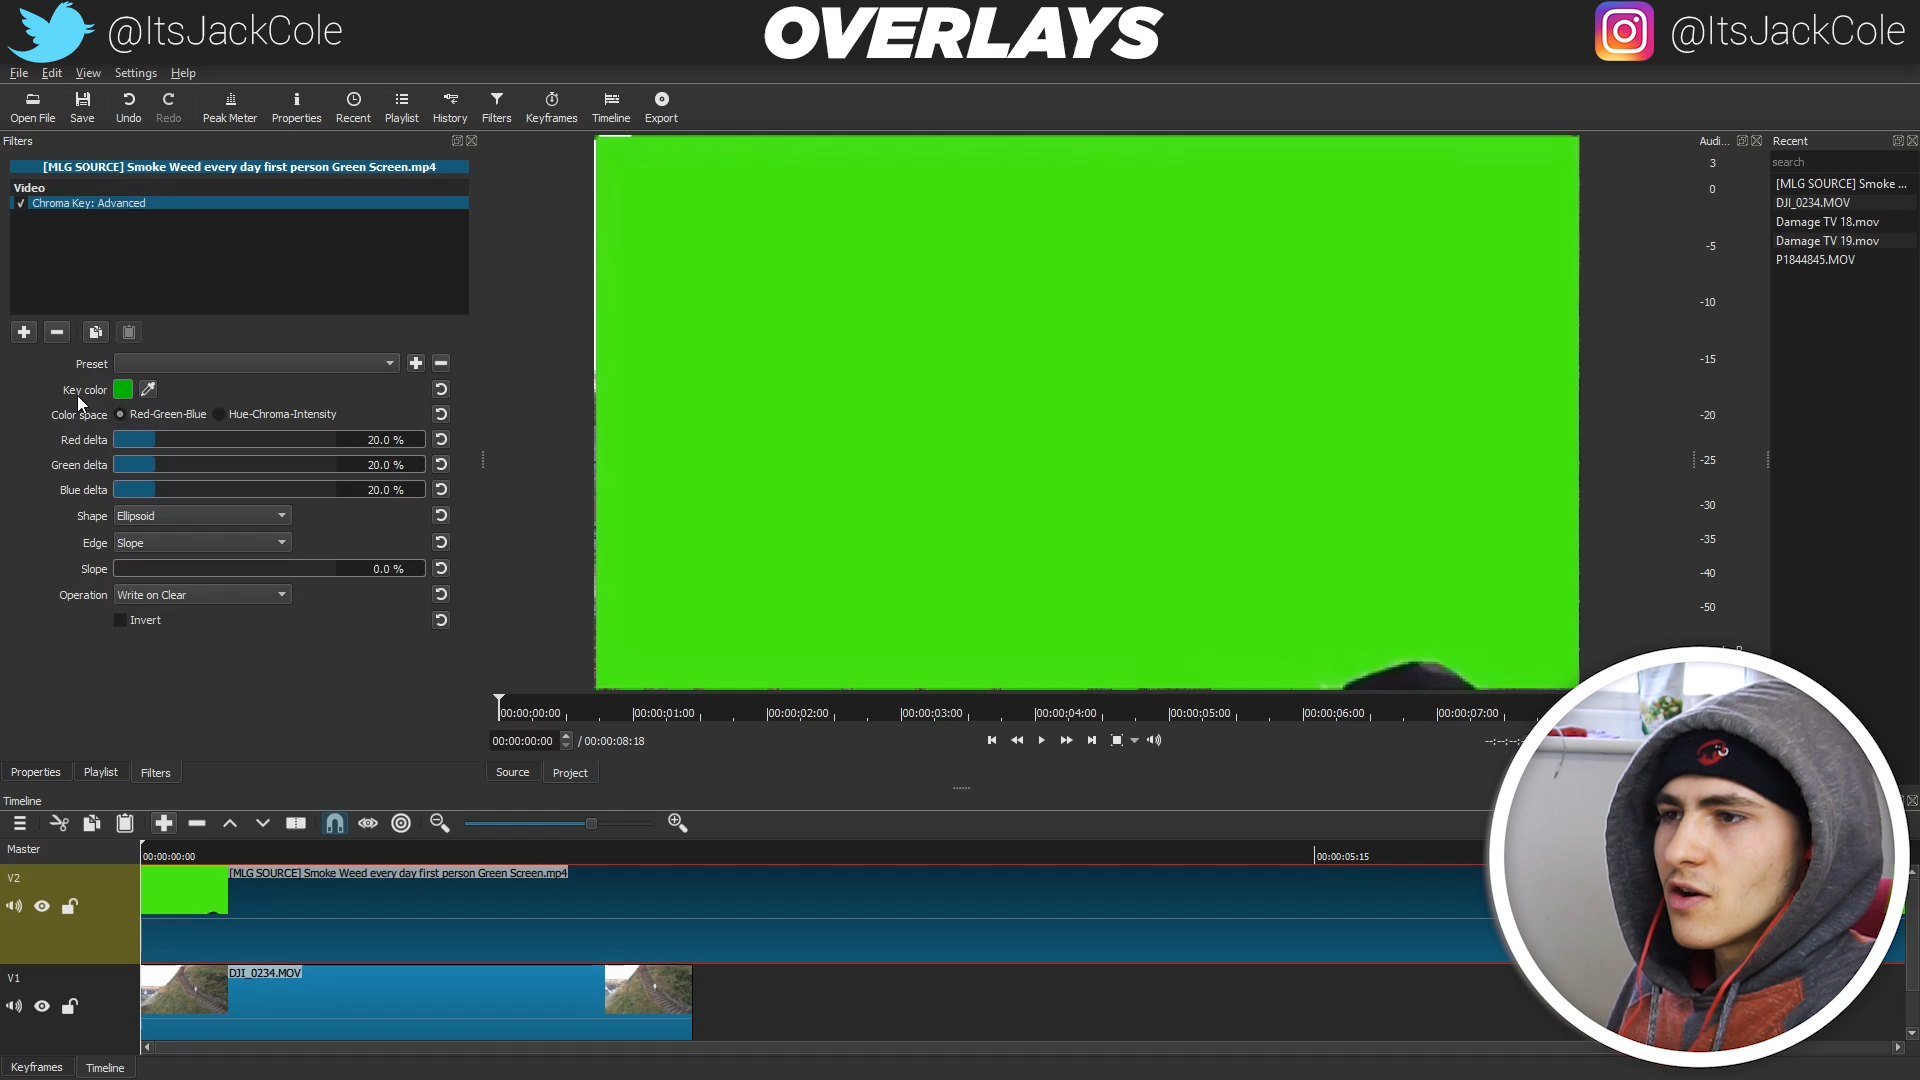 @ItsJackCole
OVERLAYS
@ItsJackCole
File Edit View Settings Help
Open File Save Undo Redo Peak Meter Properties Recent Playlist History Filters Keyframes Timeline Export
Filters
[MLG SOURCE] Smoke Weed every day first person Green Screen.mp4
Video
Chroma Key: Advanced
Preset
Key color
Color space Red-Green-Blue Hue-Chroma-Intensity
Red delta 20.0 %
Green delta 20.0 %
Blue delta 20.0 %
Shape Ellipsoid
Edge Slope
Slope 0.0 %
Operation Write on Clear
Invert
Properties Playlist Filters
00:00:00:00 00:00:01:00 00:00:02:00 00:00:03:00 00:00:04:00 00:00:05:00 00:00:06:00 00:00:07:00
00:00:00:00 / 00:00:08:18
Source Project
Audi...
3
0
-5
-10
-15
-20
-25
-30
-35
-40
-50
Recent
search
[MLG SOURCE] Smoke ...
DJI_0234.MOV
Damage TV 18.mov
Damage TV 19.mov
P1844845.MOV
Timeline
Master
00:00:00:00 00:00:05:15
V2
[MLG SOURCE] Smoke Weed every day first person Green Screen.mp4
V1
DJI_0234.MOV
Keyframes Timeline